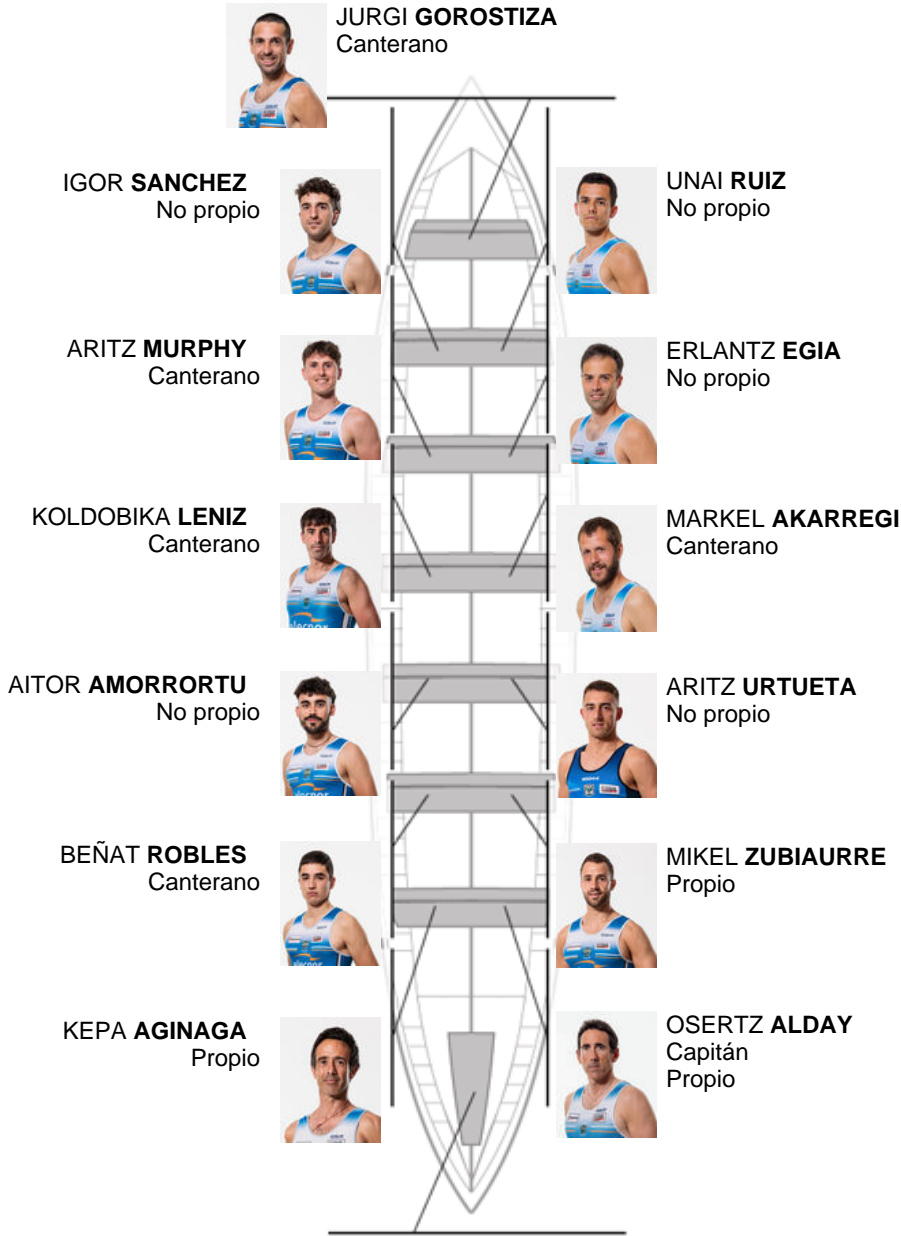 JURGI GOROSTIZA
Canterano
IGOR SANCHEZ
No propio
UNAI RUIZ
No propio
ARITZ MURPHY
Canterano
ERLANTZ EGIA
No propio
KOLDOBIKA LENIZ
Canterano
MARKEL AKARREGI
Canterano
AITOR AMORRORTU
No propio
ARITZ URTUETA
No propio
BEÑAT ROBLES
Canterano
MIKEL ZUBIAURRE
Propio
KEPA AGINAGA
Propio
OSERTZ ALDAY
Capitán
Propio